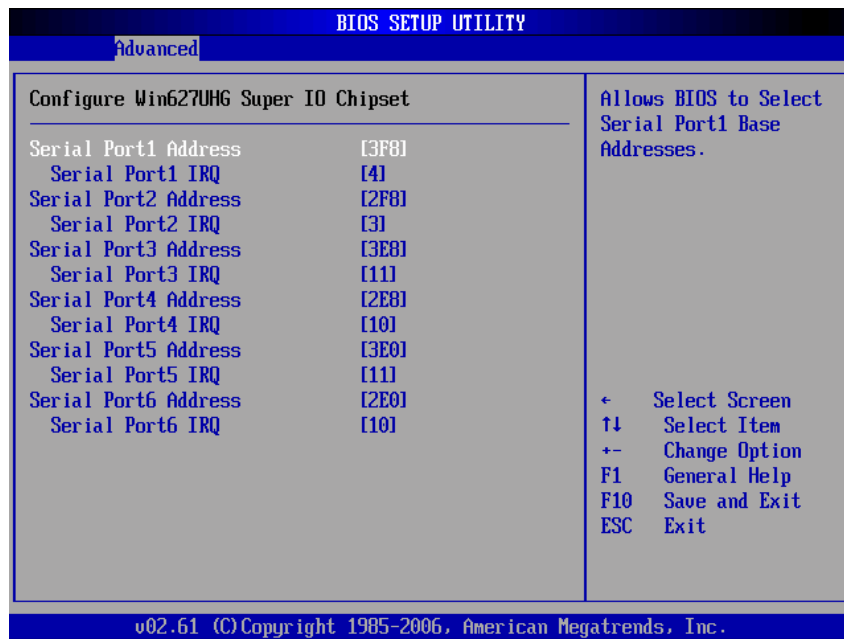 BIOS SETUP UTILITY
Advanced
Configure Win627UHG Super IO Chipset
Serial Port1 Address [3F8]
Serial Port1 IRQ [4]
Serial Port2 Address [2F8]
Serial Port2 IRQ [3]
Serial Port3 Address [3E8]
Serial Port3 IRQ [11]
Serial Port4 Address [2E8]
Serial Port4 IRQ [10]
Serial Port5 Address [3E0]
Serial Port5 IRQ [11]
Serial Port6 Address [2E0]
Serial Port6 IRQ [10]
Allows BIOS to Select
Serial Port1 Base
Addresses.
← Select Screen
↑↓ Select Item
+- Change Option
F1 General Help
F10 Save and Exit
ESC Exit
v02.61 (C)Copyright 1985-2006, American Megatrends, Inc.